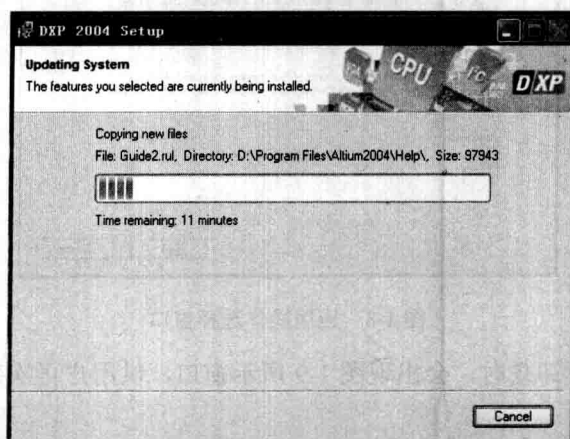 DXP 2004 Setup
Updating System
The features you selected are currently being installed.
CPU
I²C
DXP
Copying new files
File: Guide2.rul, Directory: D:\Program Files\Altium2004\Help\, Size: 97943
Time remaining: 11 minutes
Cancel